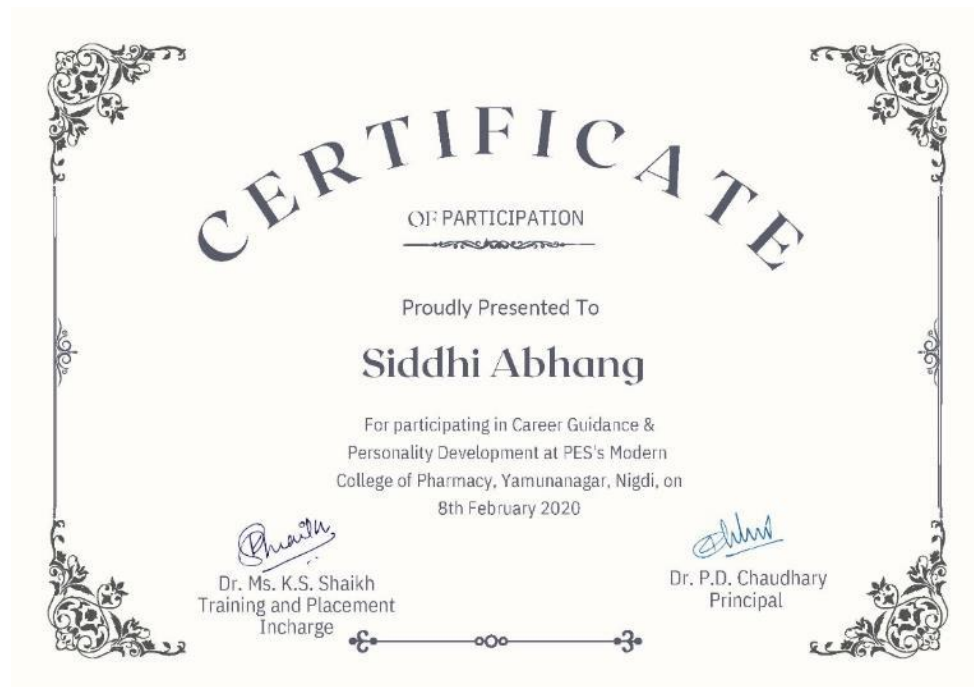 CERTIFICATE
OF PARTICIPATION
Proudly Presented To
Siddhi Abhang
For participating in Career Guidance &
Personality Development at PES's Modern
College of Pharmacy, Yamunanagar, Nigdi, on
8th February 2020
Dr. Ms. K.S. Shaikh
Training and Placement
Incharge
Dr. P.D. Chaudhary
Principal